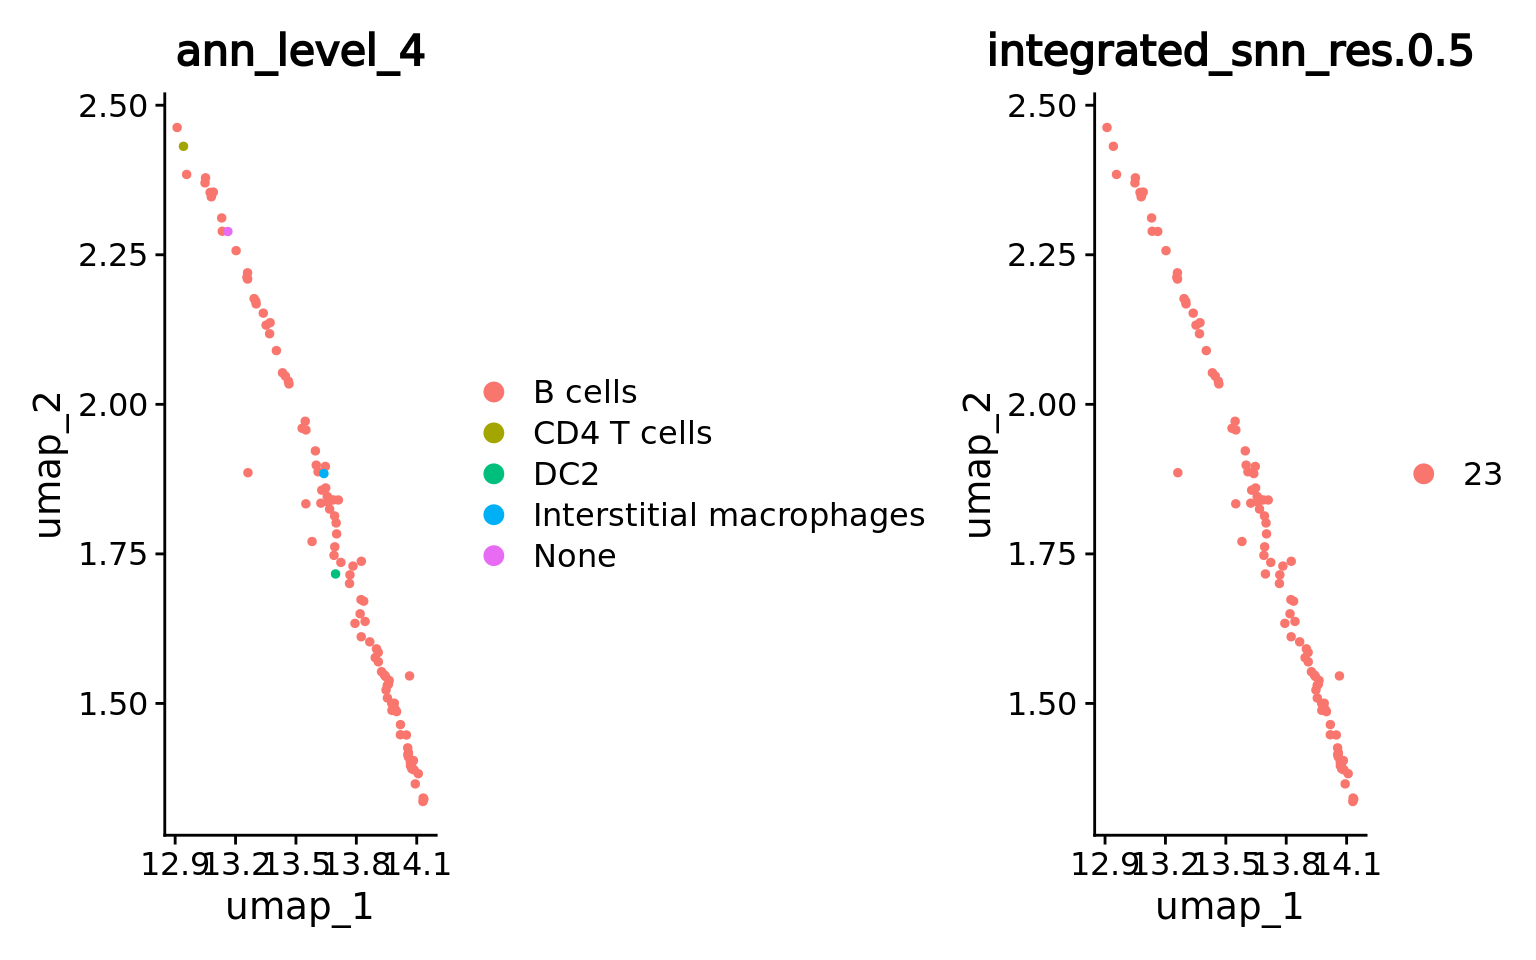 ann_level_4
2.50
2.25
2.00
1.75
1.50
umap_2
12.9 13.2 13.5 13.8 14.1
umap_1
B cells
CD4 T cells
DC2
Interstitial macrophages
None
integrated_snn_res.0.5
2.50
2.25
2.00
1.75
1.50
umap_2
12.9 13.2 13.5 13.8 14.1
umap_1
23